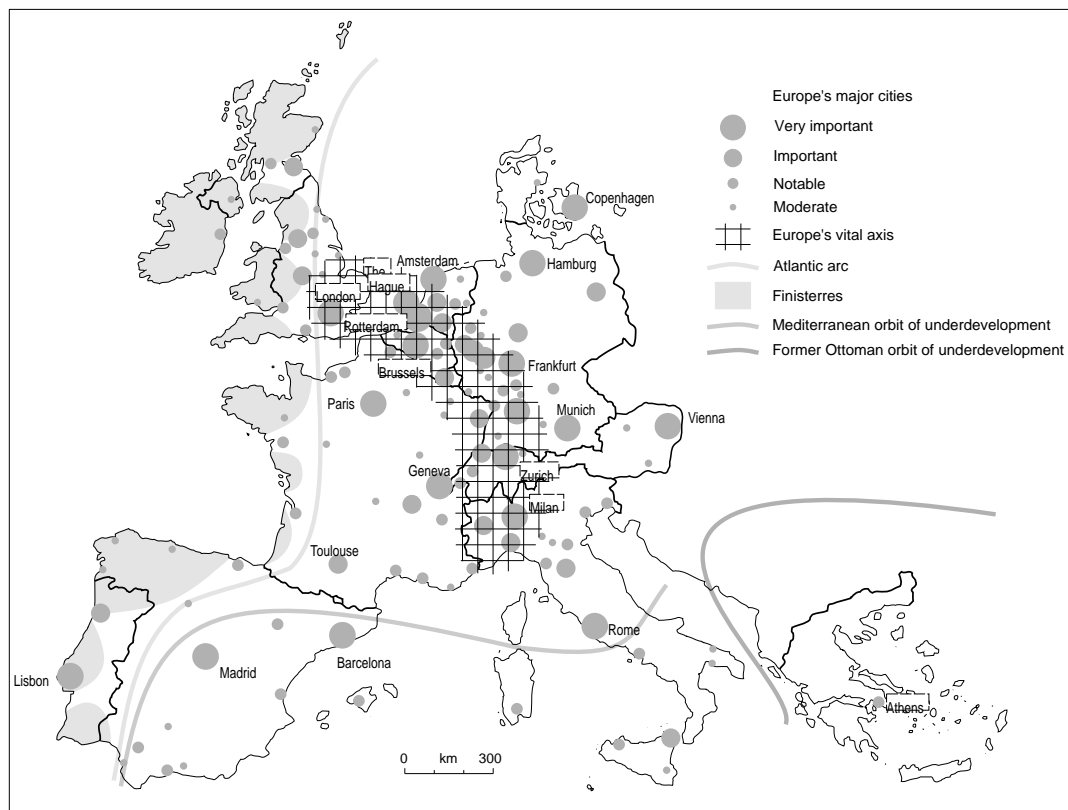 Europe's major cities
Very important
Important
Notable
Moderate
Europe's vital axis
Atlantic arc
Finisterres
Mediterranean orbit of underdevelopment
Former Ottoman orbit of underdevelopment
Copenhagen
Amsterdam
Hamburg
The
Hague
London
Rotterdam
Brussels
Frankfurt
Paris
Munich
Vienna
Geneva
Zurich
Milan
Toulouse
Rome
Barcelona
Madrid
Lisbon
Athens
0 km 300